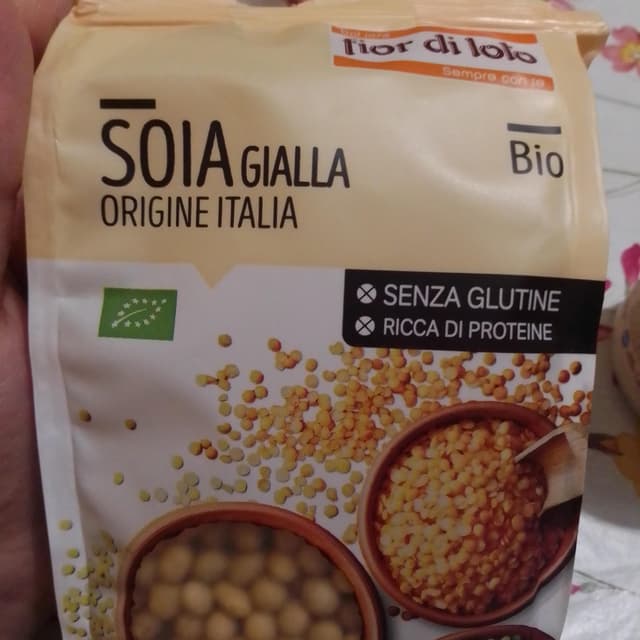 fior di loto
Sempre con te
SOIA GIALLA
ORIGINE ITALIA
Bio
SENZA GLUTINE
RICCA DI PROTEINE